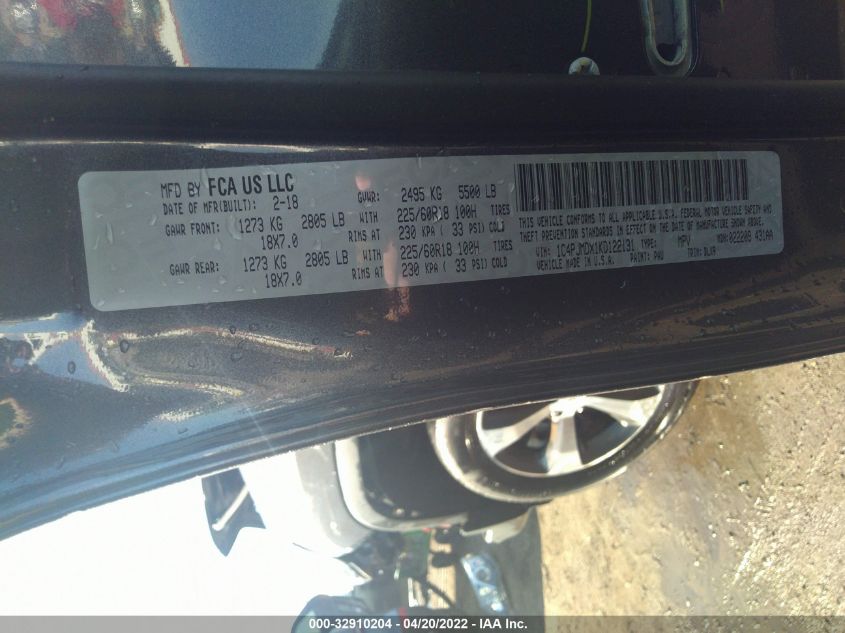 MFD BY FCA US LLC
DATE OF MFR(BUILT): 2-18
GVWR: 2495 KG 5500 LB
GAWR FRONT: 1273 KG 2805 LB WITH 225/60R18 100H TIRES
18X7.0 RIMS AT 230 KPA ( 33 PSI) COLD
GAWR REAR: 1273 KG 2805 LB WITH 225/60R18 100H TIRES
18X7.0 RIMS AT 230 KPA ( 33 PSI) COLD
THIS VEHICLE CONFORMS TO ALL APPLICABLE U.S.A. FEDERAL MOTOR VEHICLE SAFETY AND
THEFT PREVENTION STANDARDS IN EFFECT ON THE DATE OF MANUFACTURE SHOWN ABOVE
VIN: 1C4PJMDX1KD122191 TYPE: MPV MDH: 022208 431AA
VEHICLE MADE IN U.S.A. PAINT: PAU TRIM: DLX9
000-32910204 - 04/20/2022 - IAA Inc.